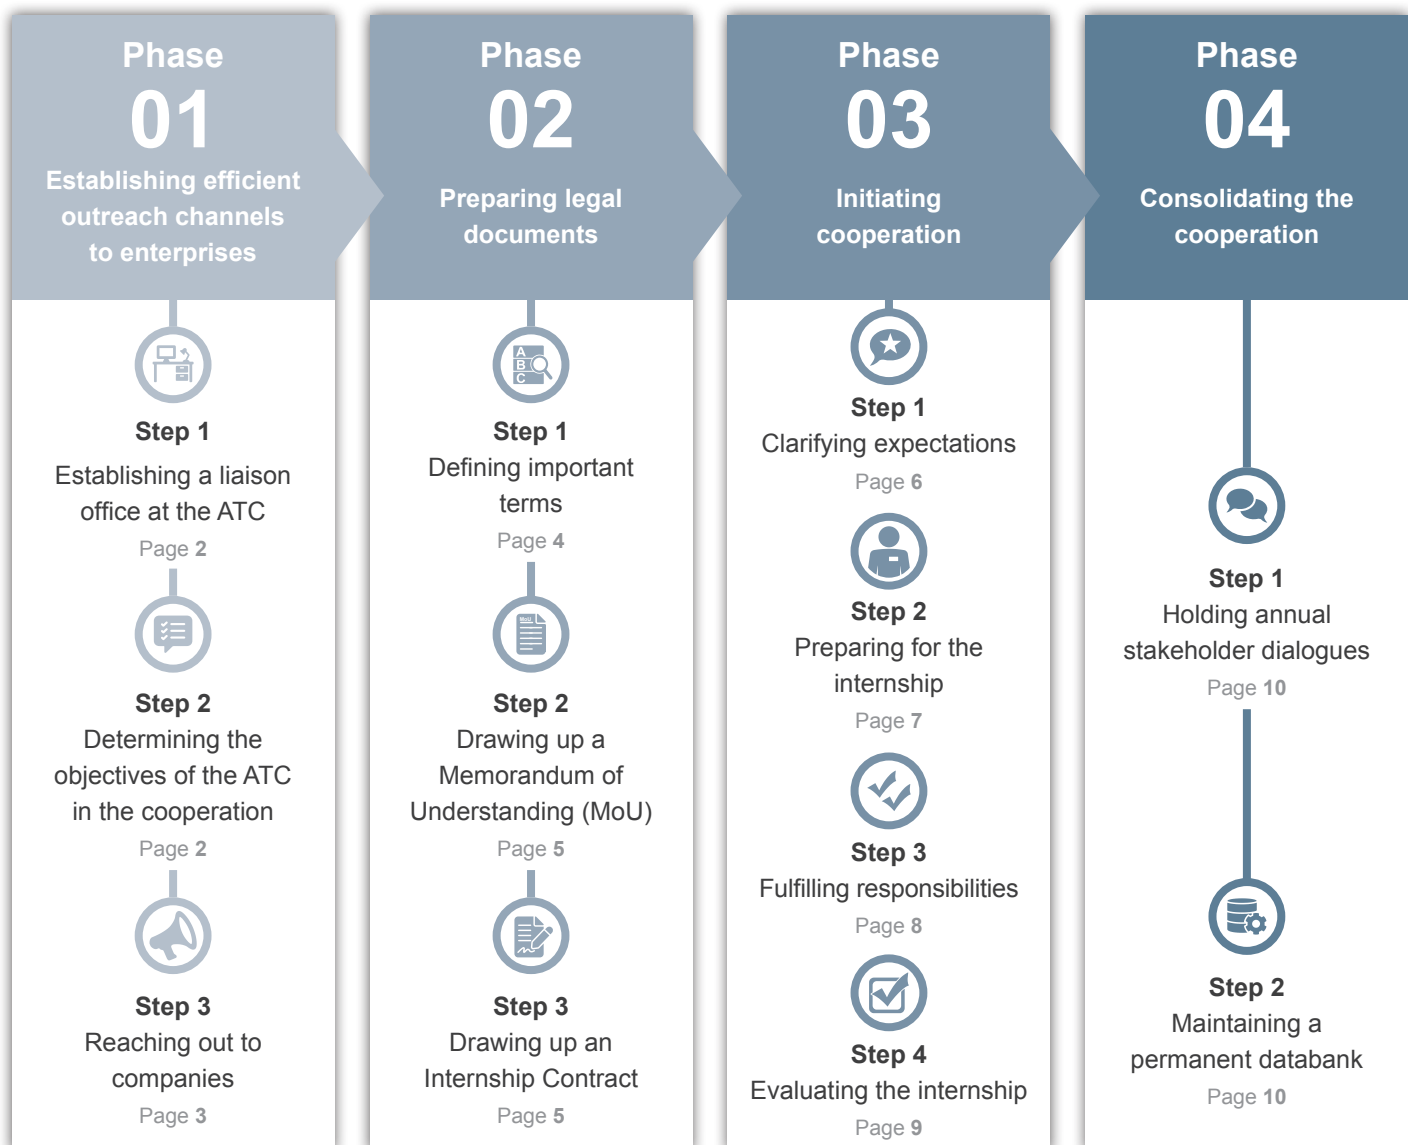 Phase
01
Establishing efficient
outreach channels
to enterprises
Step 1
Establishing a liaison
office at the ATC
Page 2
Step 2
Determining the
objectives of the ATC
in the cooperation
Page 2
Step 3
Reaching out to
companies
Page 3
Phase
02
Preparing legal
documents
A
B
C
Step 1
Defining important
terms
Page 4
MoU
Step 2
Drawing up a
Memorandum of
Understanding (MoU)
Page 5
Step 3
Drawing up an
Internship Contract
Page 5
Phase
03
Initiating
cooperation
Step 1
Clarifying expectations
Page 6
Step 2
Preparing for the
internship
Page 7
Step 3
Fulfilling responsibilities
Page 8
Step 4
Evaluating the internship
Page 9
Phase
04
Consolidating the
cooperation
Step 1
Holding annual
stakeholder dialogues
Page 10
Step 2
Maintaining a
permanent databank
Page 10